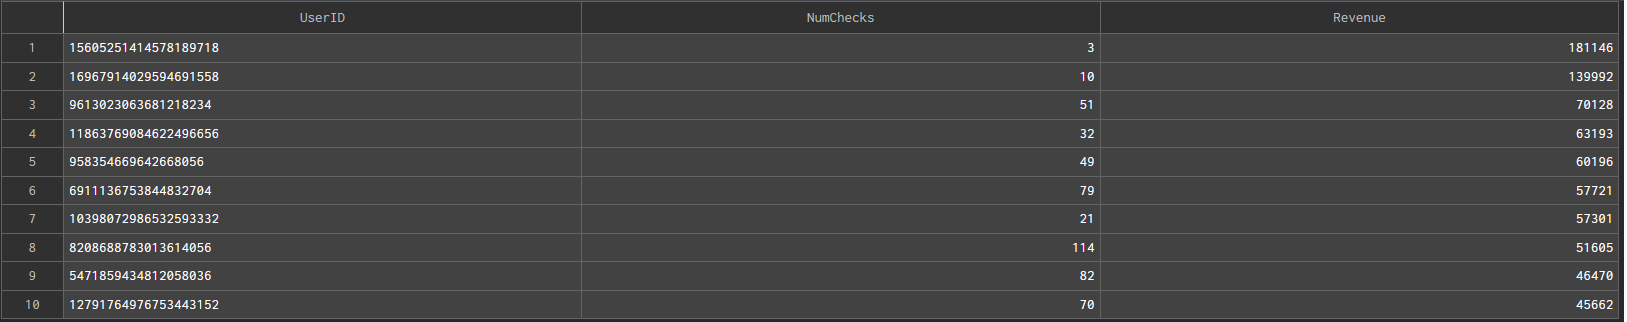 UserID NumChecks Revenue
1 15605251414578189718 3 181146
2 16967914029594691558 10 139992
3 9613023063681218234 51 70128
4 11863769084622496656 32 63193
5 958354669642668056 49 60196
6 6911136753844832704 79 57721
7 10398072986532593332 21 57301
8 8208688783013614056 114 51605
9 5471859434812058036 82 46470
10 12791764976753443152 70 45662